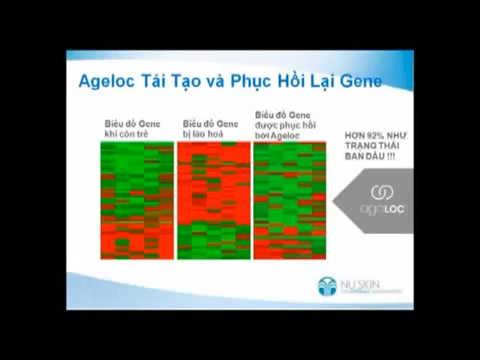 Ageloc Tái Tạo và Phục Hồi Lại Gene
Biểu đồ Gene
khi còn trẻ
Biểu đồ Gene
bị lão hoá
Biểu đồ Gene
được phục hồi
bởi Ageloc
HƠN 92% NHƯ
TRẠNG THÁI
BAN ĐẦU !!!
ageLOC
NU SKIN